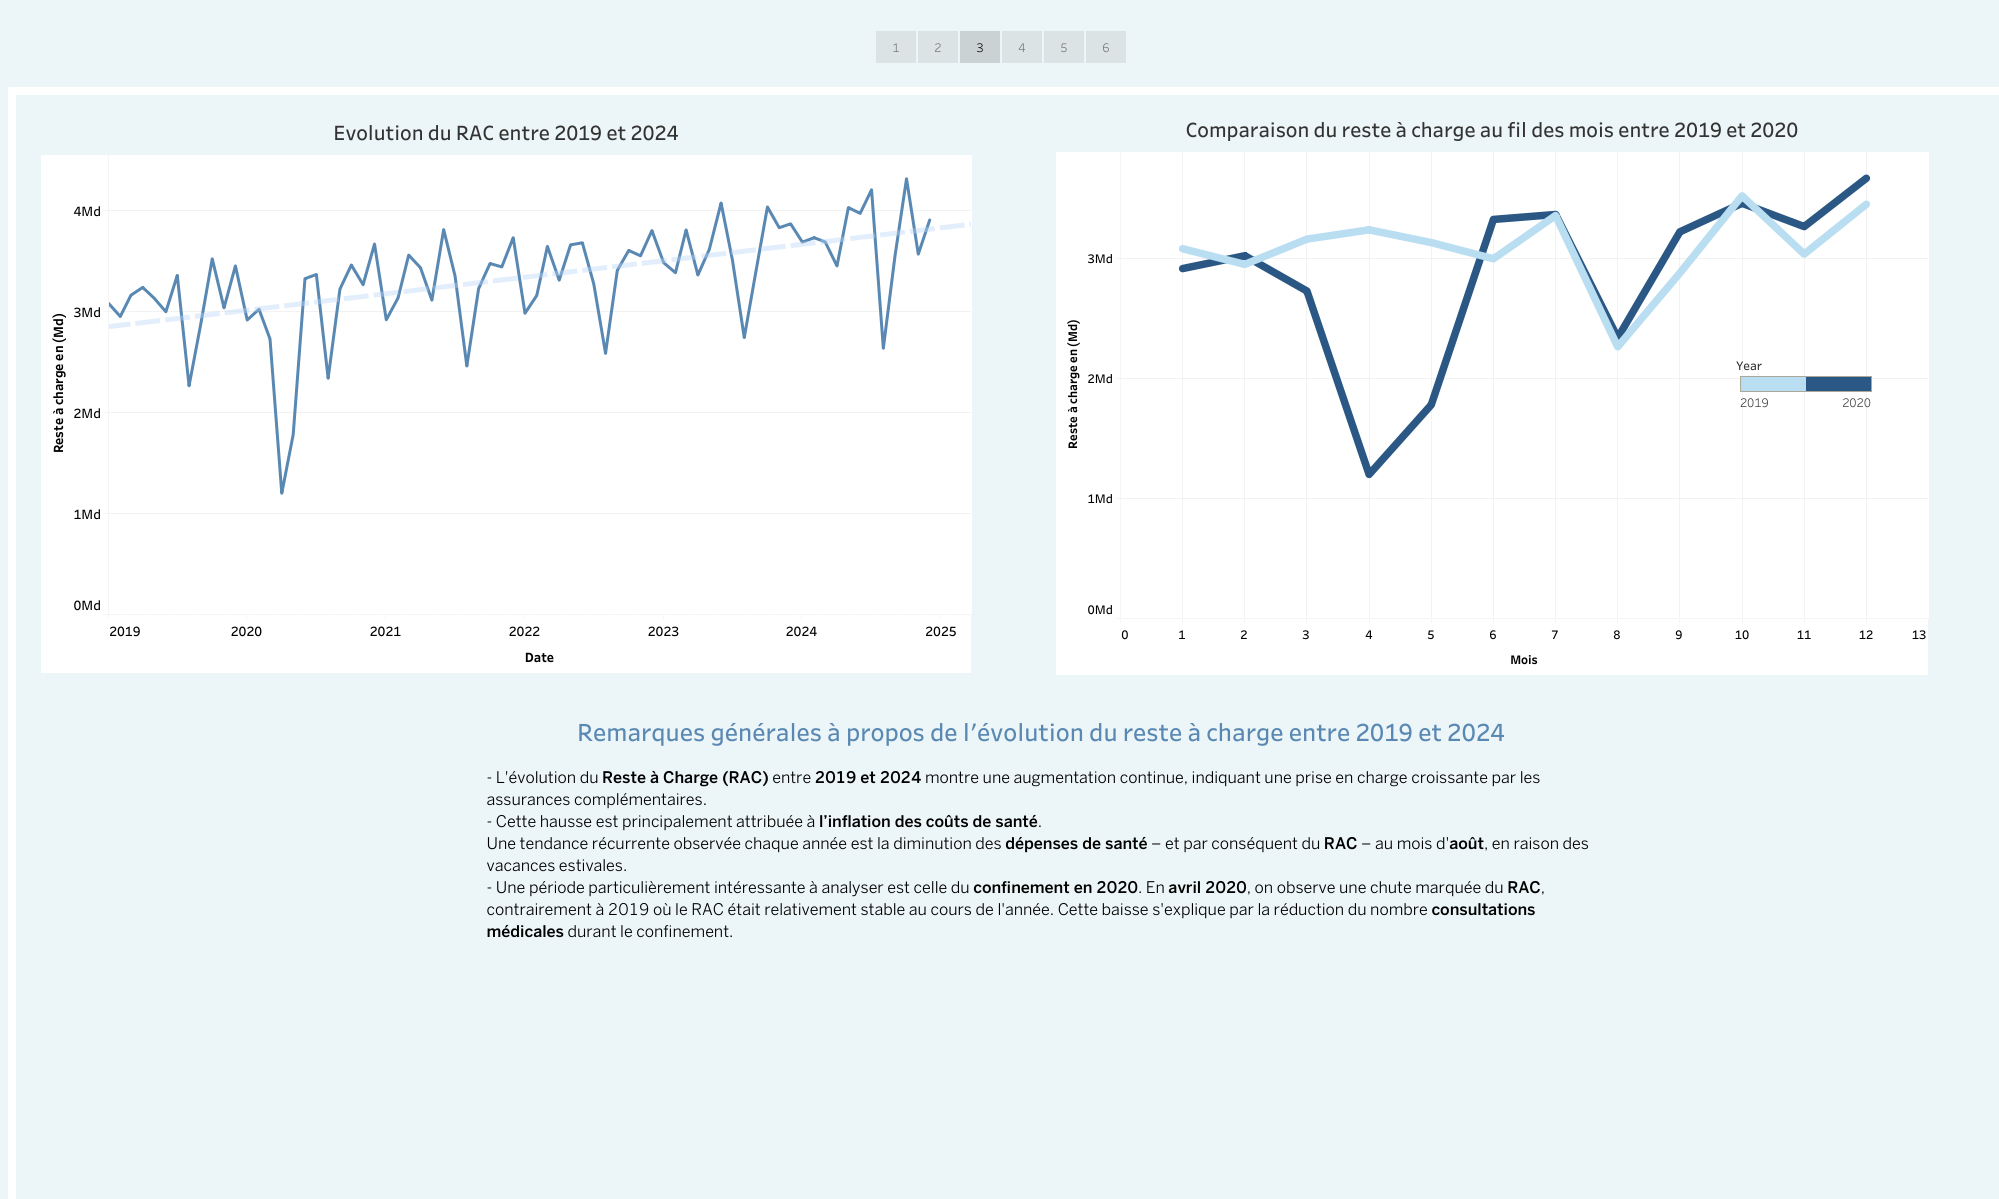 1 2 3 4 5 6
Evolution du RAC entre 2019 et 2024
4Md
3Md
2Md
1Md
0Md
Reste à charge en (Md)
2019 2020 2021 2022 2023 2024 2025
Date
Comparaison du reste à charge au fil des mois entre 2019 et 2020
3Md
2Md
1Md
0Md
Reste à charge en (Md)
Year
2019 2020
0 1 2 3 4 5 6 7 8 9 10 11 12 13
Mois
Remarques générales à propos de l'évolution du reste à charge entre 2019 et 2024
- L'évolution du Reste à Charge (RAC) entre 2019 et 2024 montre une augmentation continue, indiquant une prise en charge croissante par les
assurances complémentaires.
- Cette hausse est principalement attribuée à l'inflation des coûts de santé.
Une tendance récurrente observée chaque année est la diminution des dépenses de santé – et par conséquent du RAC – au mois d'août, en raison des
vacances estivales.
- Une période particulièrement intéressante à analyser est celle du confinement en 2020. En avril 2020, on observe une chute marquée du RAC,
contrairement à 2019 où le RAC était relativement stable au cours de l'année. Cette baisse s'explique par la réduction du nombre consultations
médicales durant le confinement.